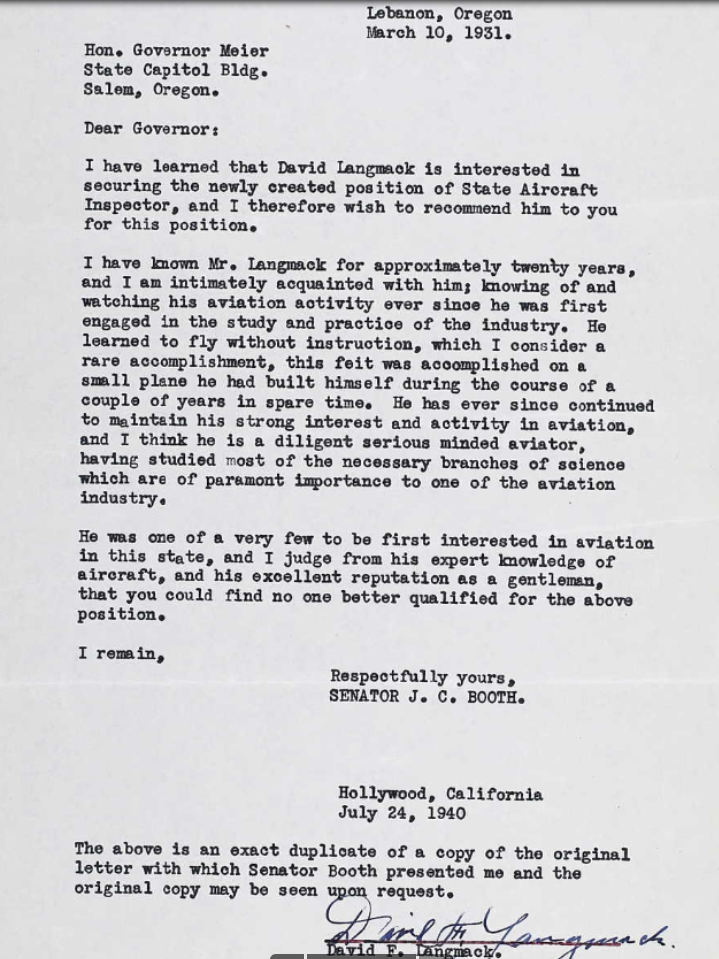 Lebanon, Oregon
March 10, 1931.
Hon. Governor Meier
State Capitol Bldg.
Salem, Oregon.
Dear Governor:
I have learned that David Langmack is interested in
securing the newly created position of State Aircraft
Inspector, and I therefore wish to recommend him to you
for this position.
I have known Mr. Langmack for approximately twenty years,
and I am intimately acquainted with him; knowing of and
watching his aviation activity ever since he was first
engaged in the study and practice of the industry. He
learned to fly without instruction, which I consider a
rare accomplishment, this feit was accomplished on a
small plane he had built himself during the course of a
couple of years in spare time. He has ever since continued
to maintain his strong interest and activity in aviation,
and I think he is a diligent serious minded aviator,
having studied most of the necessary branches of science
which are of paramont importance to one of the aviation
industry.
He was one of a very few to be first interested in aviation
in this state, and I judge from his expert knowledge of
aircraft, and his excellent reputation as a gentleman,
that you could find no one better qualified for the above
position.
I remain,
Respectfully yours,
SENATOR J. C. BOOTH.
Hollywood, California
July 24, 1940
The above is an exact duplicate of a copy of the original
letter with which Senator Booth presented me and the
original copy may be seen upon request.
David F. Langmack.
David F. Langmack.